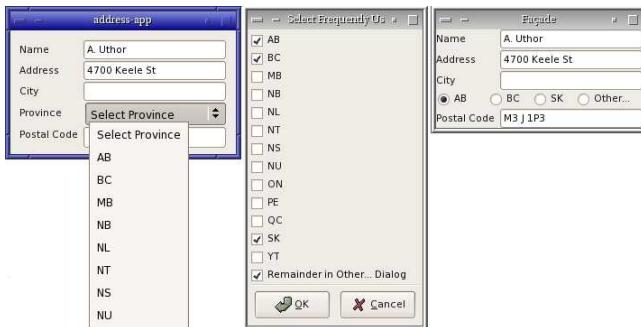 address-app
Name A. Uthor
Address 4700 Keele St
City
Province Select Province
Postal Code
Select Province
AB
BC
MB
NB
NL
NT
NS
NU
Select Frequently Us
AB
BC
MB
NB
NL
NT
NS
NU
ON
PE
QC
SK
YT
Remainder in Other... Dialog
OK Cancel
Façade
Name A. Uthor
Address 4700 Keele St
City
AB BC SK Other...
Postal Code M3 J 1P3